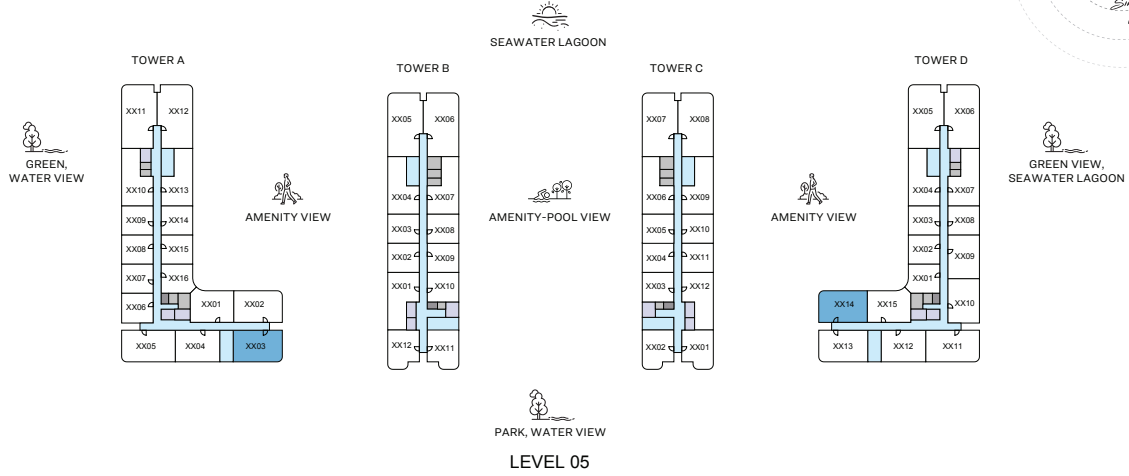 SEAWATER LAGOON
TOWER A
TOWER B
TOWER C
TOWER D
XX11 XX12
XX05 XX06
XX07 XX08
XX05 XX06
GREEN,
WATER VIEW
AMENITY VIEW
AMENITY-POOL VIEW
AMENITY VIEW
GREEN VIEW,
SEAWATER LAGOON
XX10 XX13
XX04 XX07
XX06 XX09
XX04 XX07
XX09 XX14
XX03 XX08
XX05 XX10
XX03 XX08
XX08 XX15
XX02 XX09
XX04 XX11
XX02 XX09
XX07 XX16
XX01 XX10
XX03 XX12
XX01
XX06 XX01 XX02
XX14 XX15 XX10
XX05 XX04 XX03
XX12 XX11
XX02 XX01
XX13 XX12 XX11
PARK, WATER VIEW
LEVEL 05